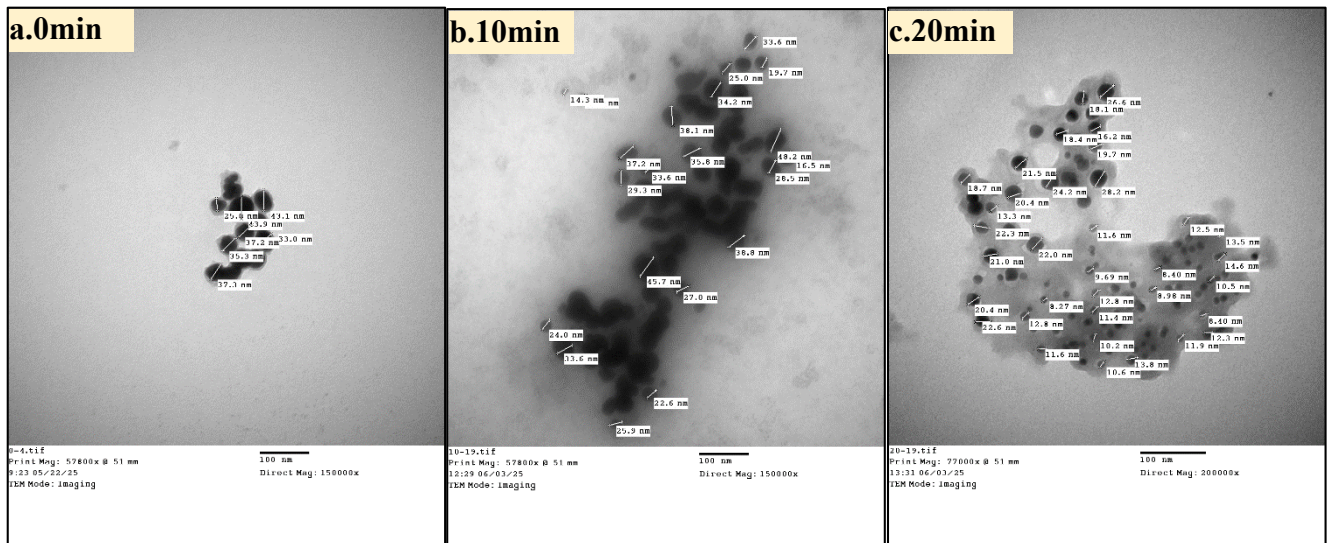 a.0min
25.8 nm
43.1 nm
43.9 nm
37.2 nm
33.0 nm
35.3 nm
37.3 nm
0-4.tif
Print Mag: 57800x @ 51 mm
9:23 05/22/25
TEM Mode: Imaging
100 nm
Direct Mag: 150000x
b.10min
33.6 nm
19.7 nm
25.0 nm
14.3 nm
nm
34.2 nm
38.1 nm
48.2 nm
37.2 nm
35.8 nm
16.5 nm
33.6 nm
28.5 nm
29.3 nm
38.8 nm
45.7 nm
27.0 nm
24.0 nm
33.6 nm
22.6 nm
25.9 nm
10-19.tif
Print Mag: 57800x @ 51 mm
12:29 06/03/25
TEM Mode: Imaging
100 nm
Direct Mag: 150000x
c.20min
26.6 nm
18.1 nm
16.2 nm
18.4 nm
19.7 nm
21.5 nm
18.7 nm
24.2 nm
28.2 nm
20.4 nm
13.3 nm
22.3 nm
11.6 nm
12.5 nm
13.5 nm
22.0 nm
21.0 nm
14.6 nm
9.69 nm
8.40 nm
10.5 nm
8.98 nm
12.8 nm
8.27 nm
20.4 nm
11.4 nm
12.8 nm
22.6 nm
8.40 nm
12.3 nm
11.9 nm
10.2 nm
11.6 nm
13.8 nm
10.6 nm
20-19.tif
Print Mag: 77000x @ 51 mm
13:31 06/03/25
TEM Mode: Imaging
100 nm
Direct Mag: 200000x